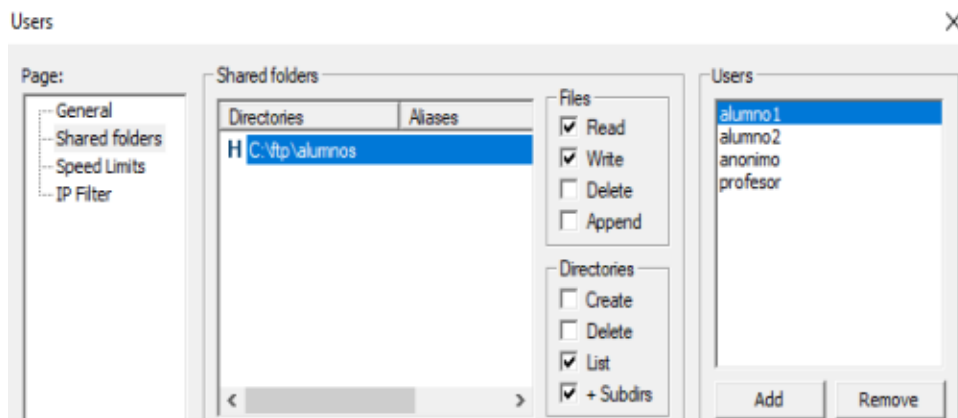 Users
Page:
General
Shared folders
Speed Limits
IP Filter
Shared folders
Directories Aliases
H C:\ftp\alumnos
Files
Read
Write
Delete
Append
Directories
Create
Delete
List
+ Subdirs
Users
alumno1
alumno2
anonimo
profesor
Add Remove